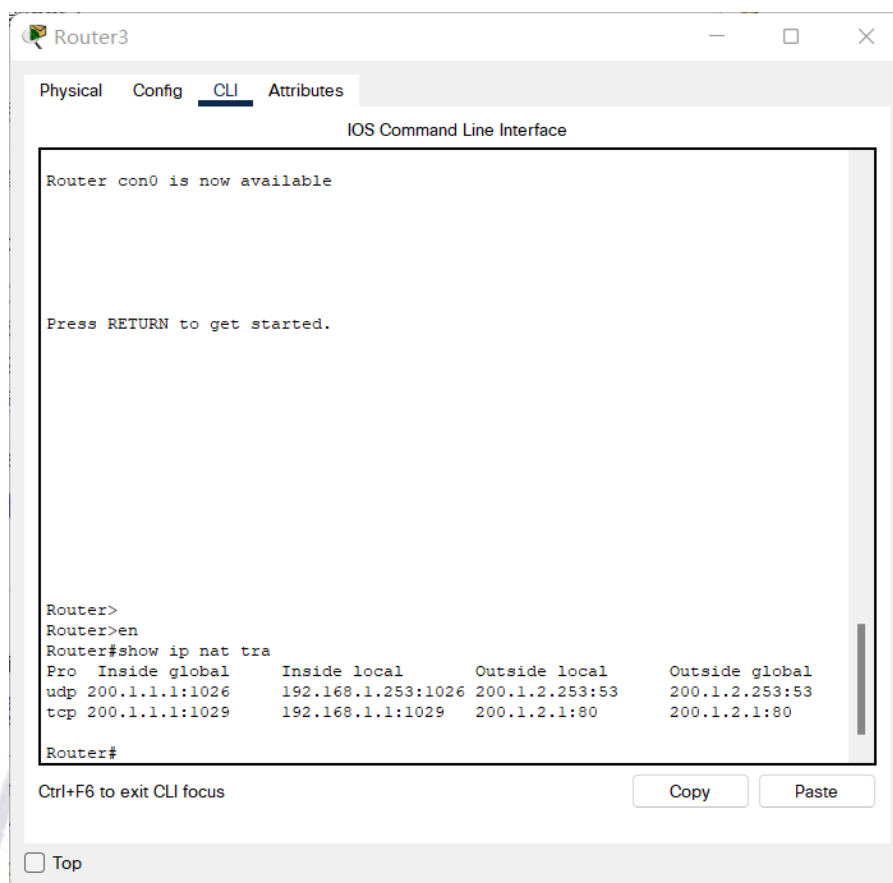 Router3
Physical Config CLI Attributes
IOS Command Line Interface
Router con0 is now available
Press RETURN to get started.
Router>
Router>en
Router#show ip nat tra
Pro  Inside global     Inside local       Outside local      Outside global
udp 200.1.1.1:1026     192.168.1.253:1026 200.1.2.253:53     200.1.2.253:53
tcp 200.1.1.1:1029     192.168.1.1:1029   200.1.2.1:80       200.1.2.1:80
Router#
Ctrl+F6 to exit CLI focus Copy Paste
Top